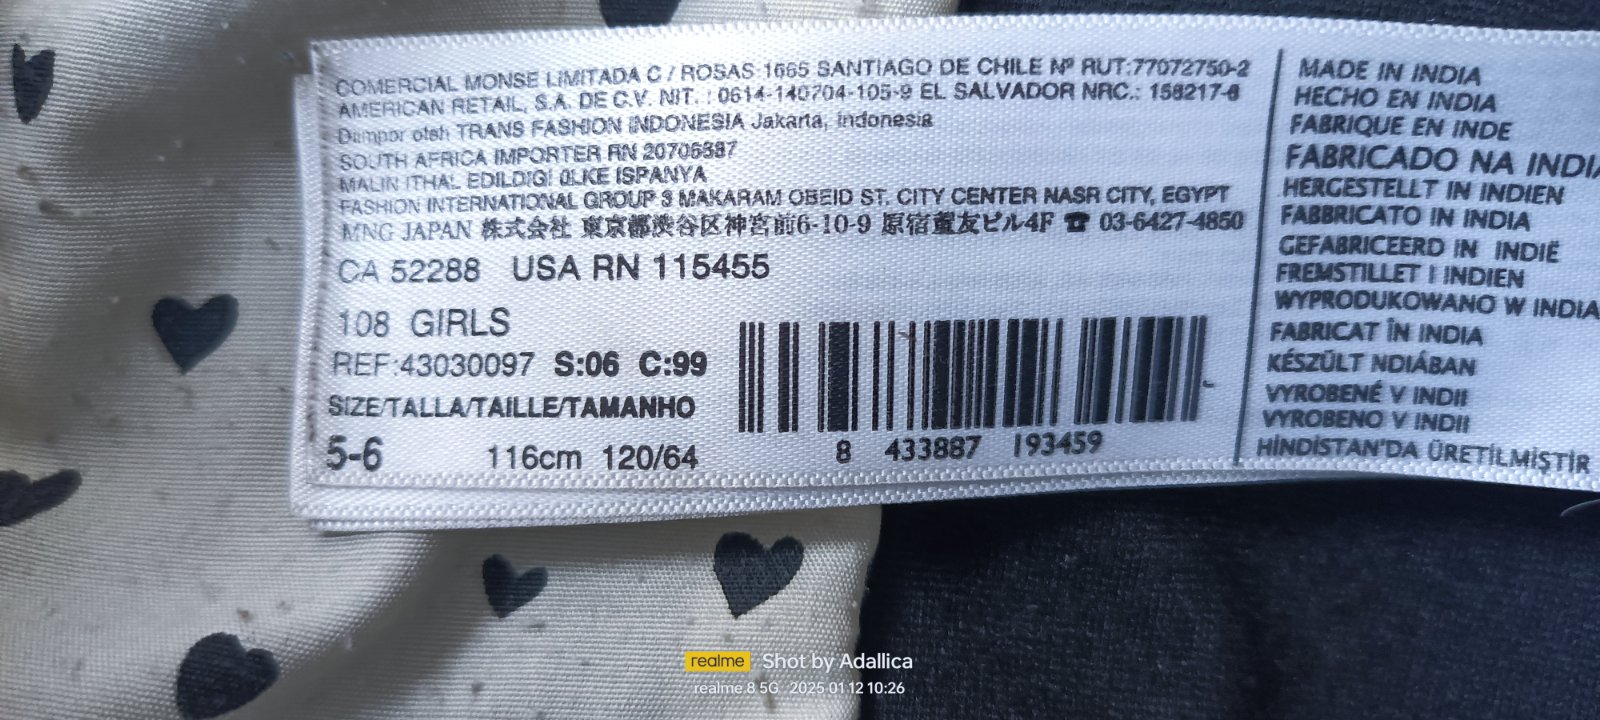 COMERCIAL MONSE LIMITADA C / ROSAS 1665 SANTIAGO DE CHILE Nº RUT:77072750-2
AMERICAN RETAIL, S.A. DE C.V. NIT. : 0614-140704-105-9 EL SALVADOR NRC.: 158217-6
Diimpor oleh TRANS FASHION INDONESIA Jakarta, Indonesia
SOUTH AFRICA IMPORTER RN 20706387
MALIN ITHAL EDILDIGI ÜLKE ISPANYA
FASHION INTERNATIONAL GROUP 3 MAKARAM OBEID ST. CITY CENTER NASR CITY, EGYPT
MNG JAPAN 株式会社 東京都渋谷区神宮前6-10-9 原宿董友ビル4F ☎ 03-6427-4850
CA 52288 USA RN 115455
108 GIRLS
REF:43030097 S:06 C:99
SIZE/TALLA/TAILLE/TAMANHO
5-6 116cm 120/64
8 433887 193459
MADE IN INDIA
HECHO EN INDIA
FABRIQUE EN INDE
FABRICADO NA INDIA
HERGESTELLT IN INDIEN
FABBRICATO IN INDIA
GEFABRICEERD IN INDIË
FREMSTILLET I INDIEN
WYPRODUKOWANO W INDIA
FABRICAT ÎN INDIA
KÉSZÜLT NDIÁBAN
VYROBENÉ V INDII
VYROBENO V INDII
HİNDİSTAN'DA ÜRETİLMİŞTİR
realme Shot by Adallica
realme 8 5G 2025.01.12 10:26